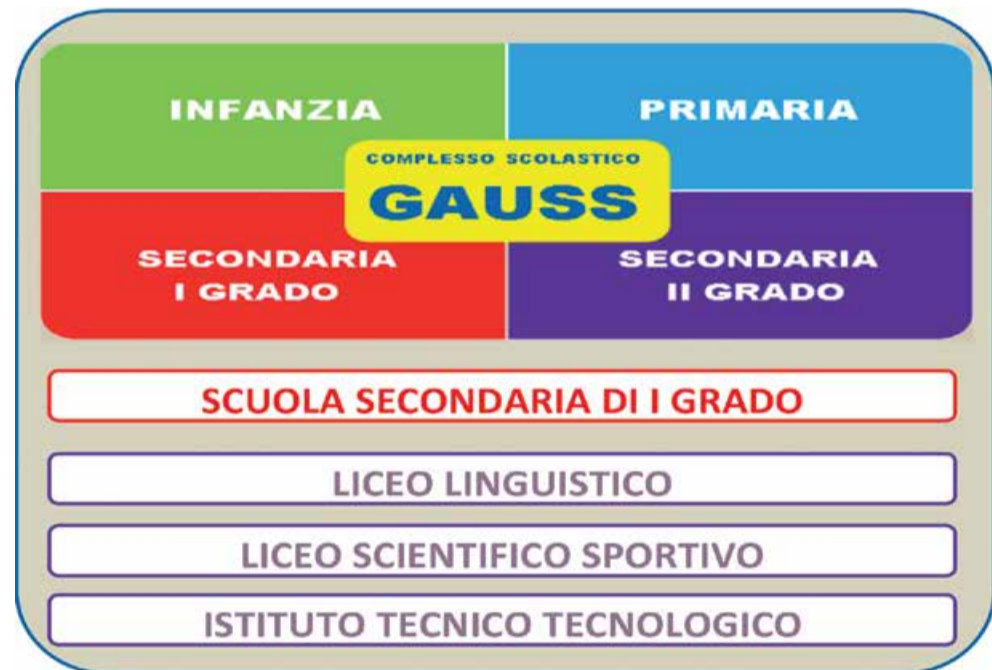 INFANZIA
PRIMARIA
COMPLESSO SCOLASTICO
GAUSS
SECONDARIA
I GRADO
SECONDARIA
II GRADO
SCUOLA SECONDARIA DI I GRADO
LICEO LINGUISTICO
LICEO SCIENTIFICO SPORTIVO
ISTITUTO TECNICO TECNOLOGICO